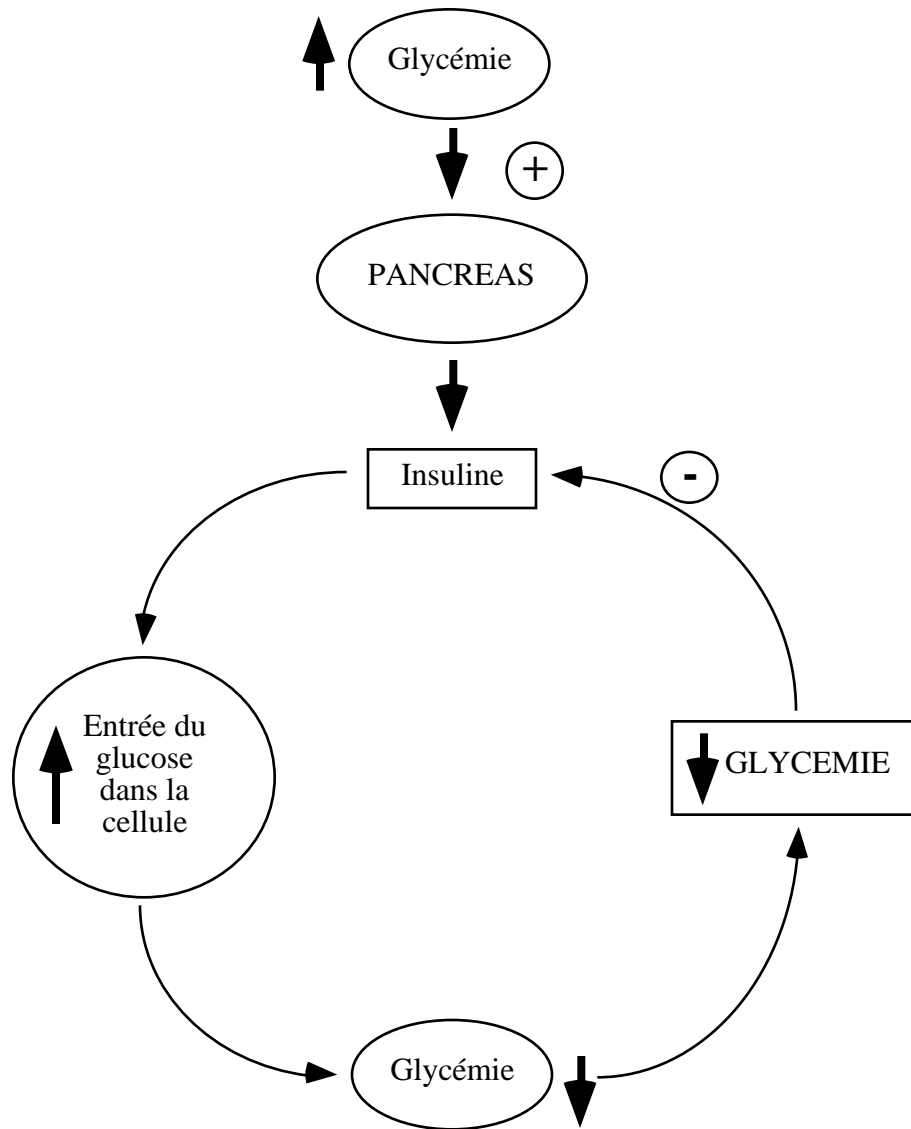 Glycémie
+
PANCREAS
Insuline
-
Entrée du
glucose
dans la
cellule
GLYCEMIE
Glycémie